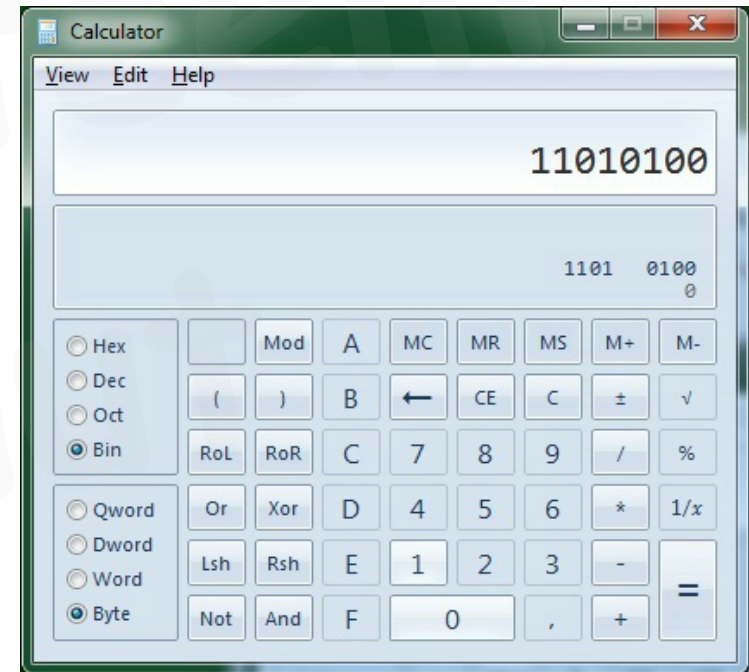 Calculator
View Edit Help
11010100
1101 0100
0
Hex Mod A MC MR MS M+ M-
Dec
Oct
( ) B ← CE C ± √
Bin RoL RoR C 7 8 9 / %
Qword Or Xor D 4 5 6 * 1/x
Dword
Word
Lsh Rsh E 1 2 3 - =
Byte Not And F 0 , +